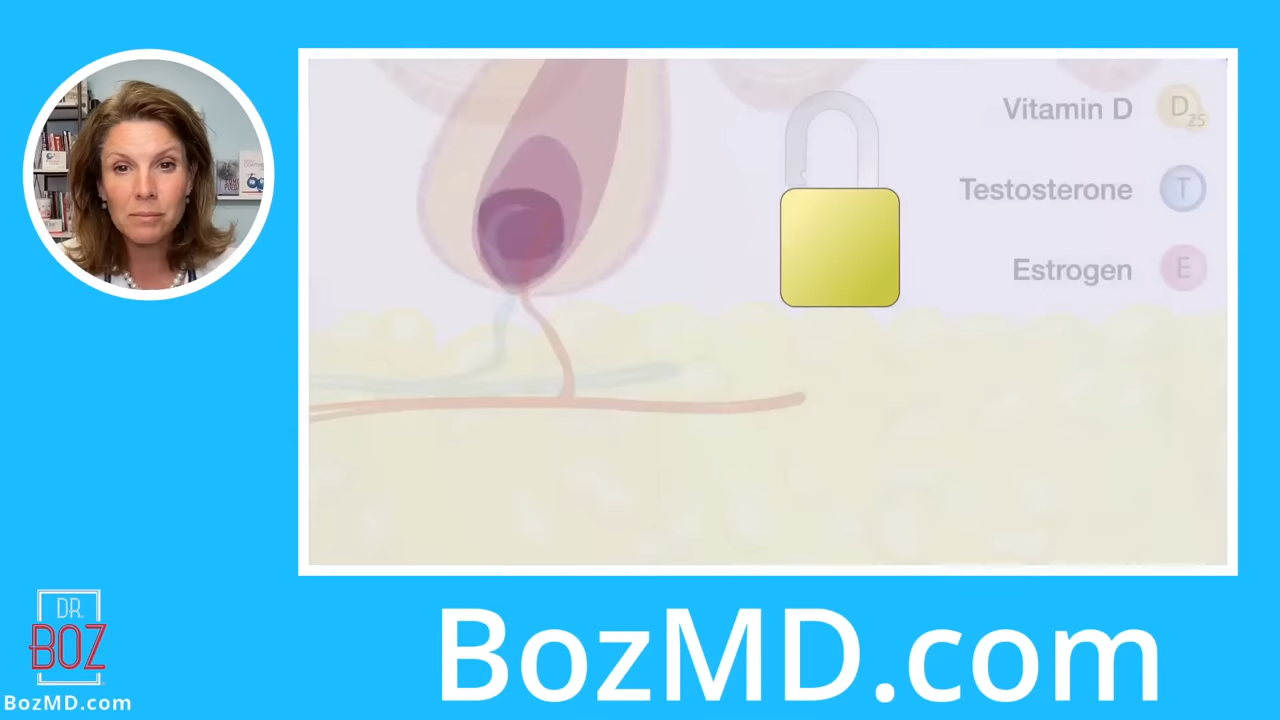 Vitamin D
D25
Testosterone
T
Estrogen
E
DR.
BOZ
BozMD.com
BozMD.com